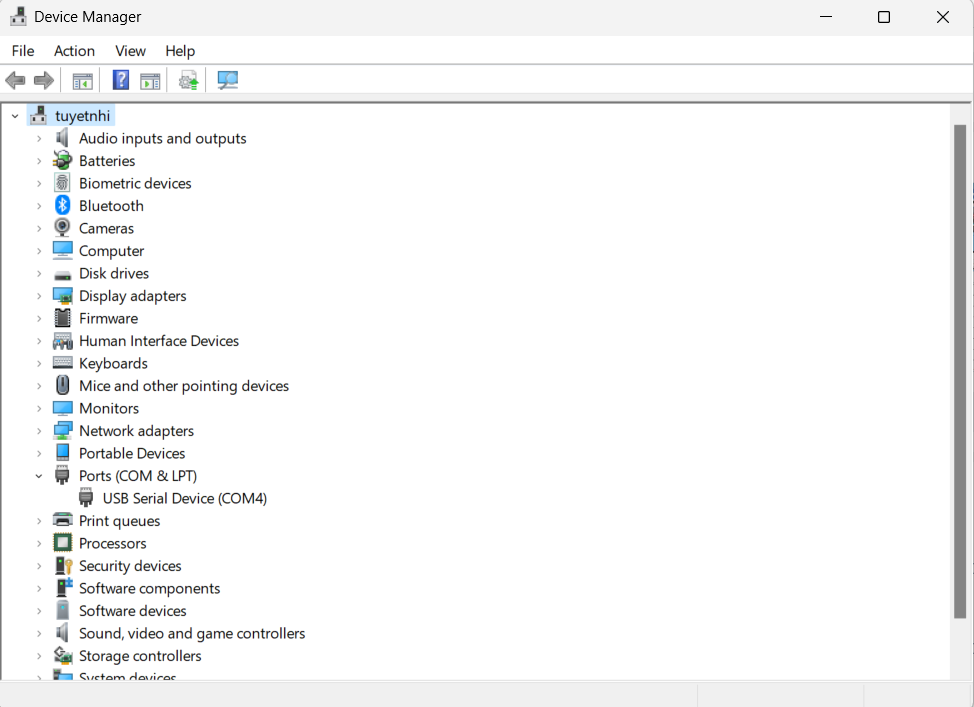 Device Manager
File Action View Help
tuyetnhi
Audio inputs and outputs
Batteries
Biometric devices
Bluetooth
Cameras
Computer
Disk drives
Display adapters
Firmware
Human Interface Devices
Keyboards
Mice and other pointing devices
Monitors
Network adapters
Portable Devices
Ports (COM & LPT)
USB Serial Device (COM4)
Print queues
Processors
Security devices
Software components
Software devices
Sound, video and game controllers
Storage controllers
System devices